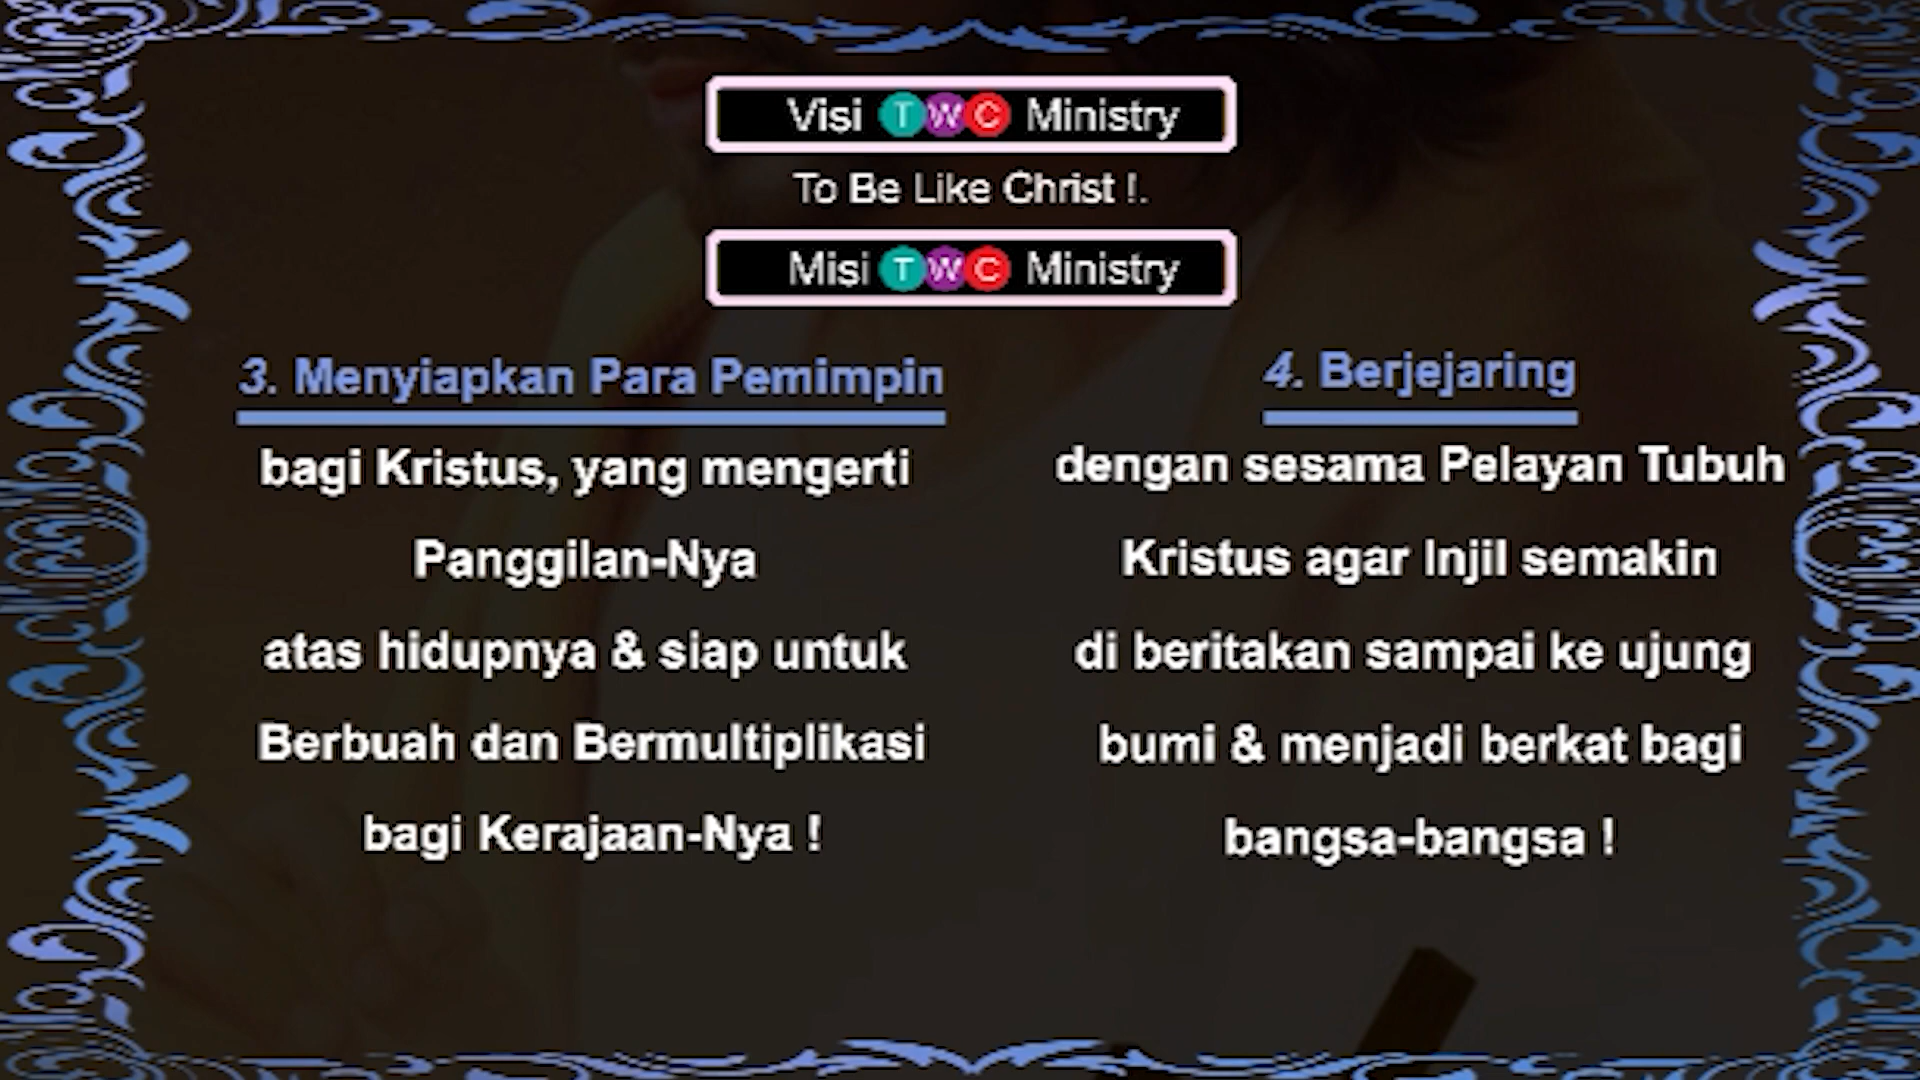 Visi TWC Ministry
To Be Like Christ !.
Misi TWC Ministry
3. Menyiapkan Para Pemimpin
bagi Kristus, yang mengerti
Panggilan-Nya
atas hidupnya & siap untuk
Berbuah dan Bermultiplikasi
bagi Kerajaan-Nya !
4. Berjejaring
dengan sesama Pelayan Tubuh
Kristus agar Injil semakin
di beritakan sampai ke ujung
bumi & menjadi berkat bagi
bangsa-bangsa !